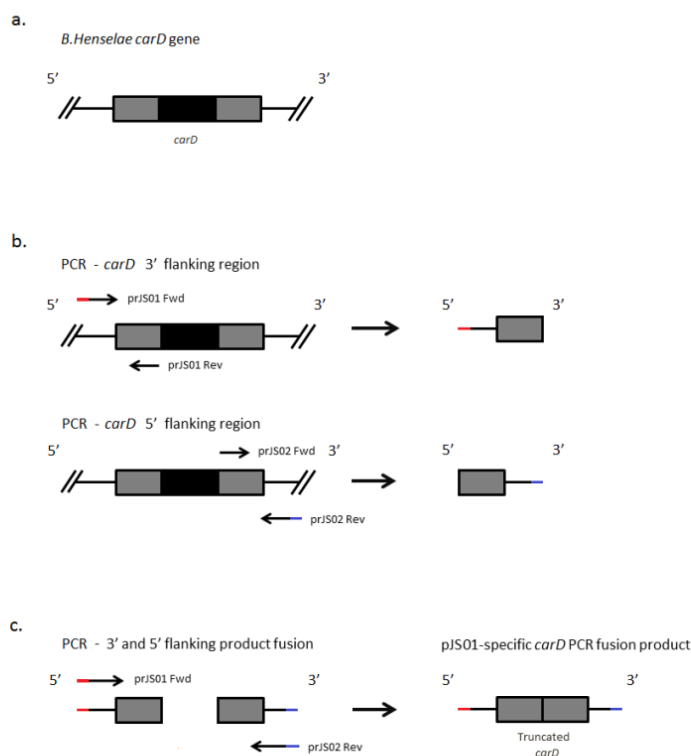 a.
B.Henselae carD gene
5’ 3’
carD
b.
PCR - carD 3’ flanking region
5’ prJS01 Fwd 3’ 5’ 3’
prJS01 Rev
PCR - carD 5’ flanking region
5’ prJS02 Fwd 3’ 5’ 3’
prJS02 Rev
c.
PCR - 3’ and 5’ flanking product fusion pJS01-specific carD PCR fusion product
5’ prJS01 Fwd 3’ 5’ 3’
prJS02 Rev
Truncated
carD